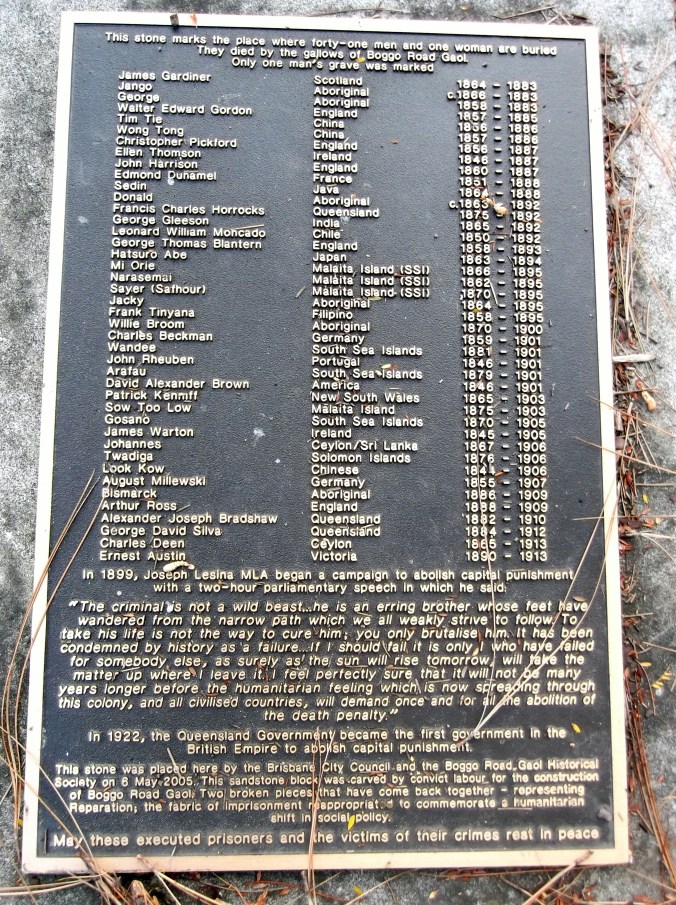 This stone marks the place where forty-one men and one woman are buried
They died by the gallows of Boggo Road Gaol.
Only one man's grave was marked
James Gardiner Scotland 1864 - 1883
Jango Aboriginal c.1866 - 1883
George Aboriginal 1858 - 1883
Walter Edward Gordon England 1857 - 1885
Tim Tie China 1856 - 1886
Wong Tong China 1857 - 1886
Christopher Pickford England 1856 - 1887
Ellen Thomson Ireland 1846 - 1887
John Harrison England 1860 - 1887
Edmond Duhamel France 1851 - 1888
Sedin Java 1864 - 1888
Donald Aboriginal c.1863 - 1892
Francis Charles Horrocks Queensland 1875 - 1892
George Gleeson India 1865 - 1892
Leonard William Moncado Chile 1850 - 1892
George Thomas Blantern England 1858 - 1893
Hatsuro Abe Japan 1863 - 1894
Mi Orie Malaita Island (SSI) 1866 - 1895
Narasemai Malaita Island (SSI) 1862 - 1895
Sayer (Safhour) Malaita Island (SSI) 1870 - 1895
Jacky Aboriginal 1864 - 1895
Frank Tinyana Filipino 1858 - 1895
Willie Broom Aboriginal 1870 - 1900
Charles Beckman Germany 1859 - 1901
Wandee South Sea Islands 1881 - 1901
John Rheuben Portugal 1846 - 1901
Arafau South Sea Islands 1879 - 1901
David Alexander Brown America 1846 - 1901
Patrick Kenniff New South Wales 1865 - 1903
Sow Too Low Malaita Island 1875 - 1903
Gosano South Sea Islands 1870 - 1905
James Warton Ireland 1845 - 1905
Johannes Ceylon/Sri Lanka 1867 - 1906
Twadiga Solomon Islands 1876 - 1906
Look Kow Chinese 1844 - 1906
August Millewski Germany 1855 - 1907
Bismarck Aboriginal 1886 - 1909
Arthur Ross England 1888 - 1909
Alexander Joseph Bradshaw Queensland 1882 - 1910
George David Silva Queensland 1884 - 1912
Charles Deen Ceylon 1865 - 1913
Ernest Austin Victoria 1890 - 1913
In 1899, Joseph Lesina MLA began a campaign to abolish capital punishment
with a two-hour parliamentary speech in which he said:
"The criminal is not a wild beast...he is an erring brother whose feet have
wandered from the narrow path which we all weakly strive to follow. To
take his life is not the way to cure him; you only brutalise him. It has been
condemned by history as a failure...If I should fail it is only I who have failed
for somebody else, as surely as the sun will rise tomorrow, will take the
matter up where I leave it. I feel perfectly sure that it will not be many
years longer before the humanitarian feeling which is now spreading through
this colony, and all civilised countries, will demand once and for all the abolition of
the death penalty."
In 1922, the Queensland Government became the first government in the
British Empire to abolish capital punishment.
This stone was placed here by the Brisbane City Council and the Boggo Road Gaol Historical
Society on 8 May 2005. This sandstone block was carved by convict labour for the construction
of Boggo Road Gaol. Two broken pieces that have come back together - representing
Reparation; the fabric of imprisonment reappropriated to commemorate a humanitarian
shift in social policy.
May these executed prisoners and the victims of their crimes rest in peace